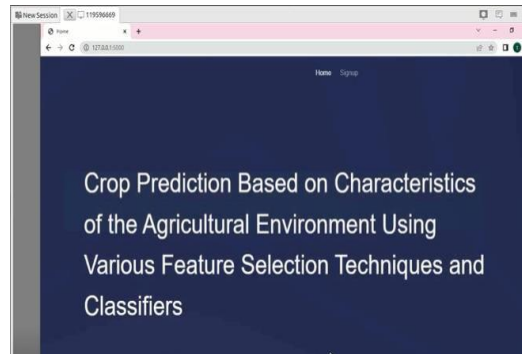 New Session
119596669
Home
127.0.0.1:5000
Home Signup
Crop Prediction Based on Characteristics
of the Agricultural Environment Using
Various Feature Selection Techniques and
Classifiers